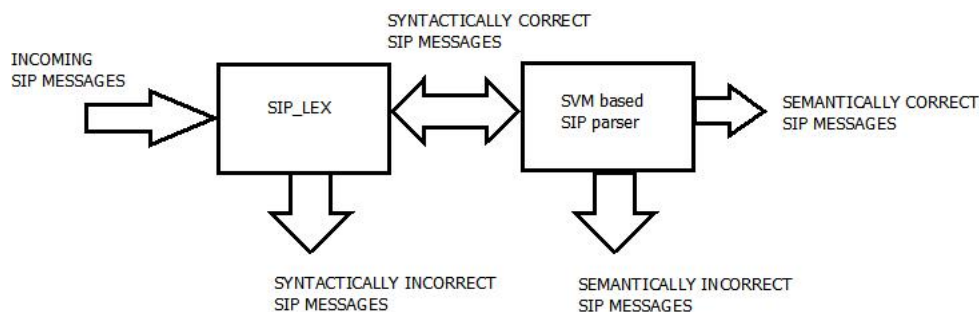 SYNTACTICALLY CORRECT
SIP MESSAGES
INCOMING
SIP MESSAGES
SIP_LEX
SVM based
SIP parser
SEMANTICALLY CORRECT
SIP MESSAGES
SYNTACTICALLY INCORRECT
SIP MESSAGES
SEMANTICALLY INCORRECT
SIP MESSAGES